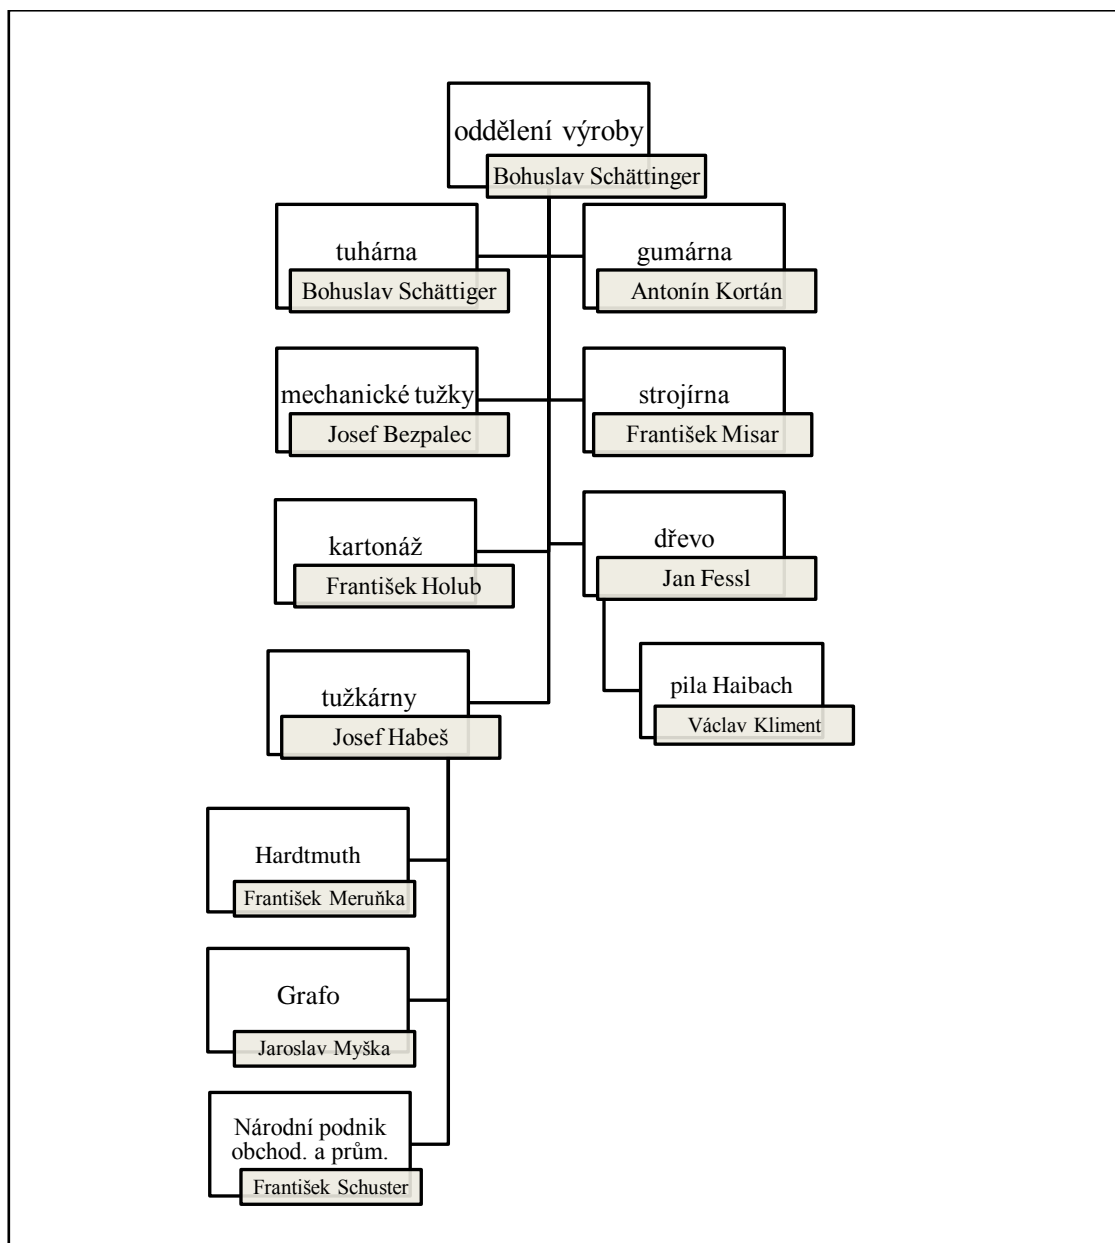 oddělení výroby
Bohuslav Schättinger
tuhárna
Bohuslav Schättiger
gumárna
Antonín Kortán
mechanické tužky
Josef Bezpalec
strojírna
František Misar
kartonáž
František Holub
dřevo
Jan Fessl
pila Haibach
Václav Kliment
tužkárny
Josef Habeš
Hardtmuth
František Meruňka
Grafo
Jaroslav Myška
Národní podnik
obchod. a prům.
František Schuster